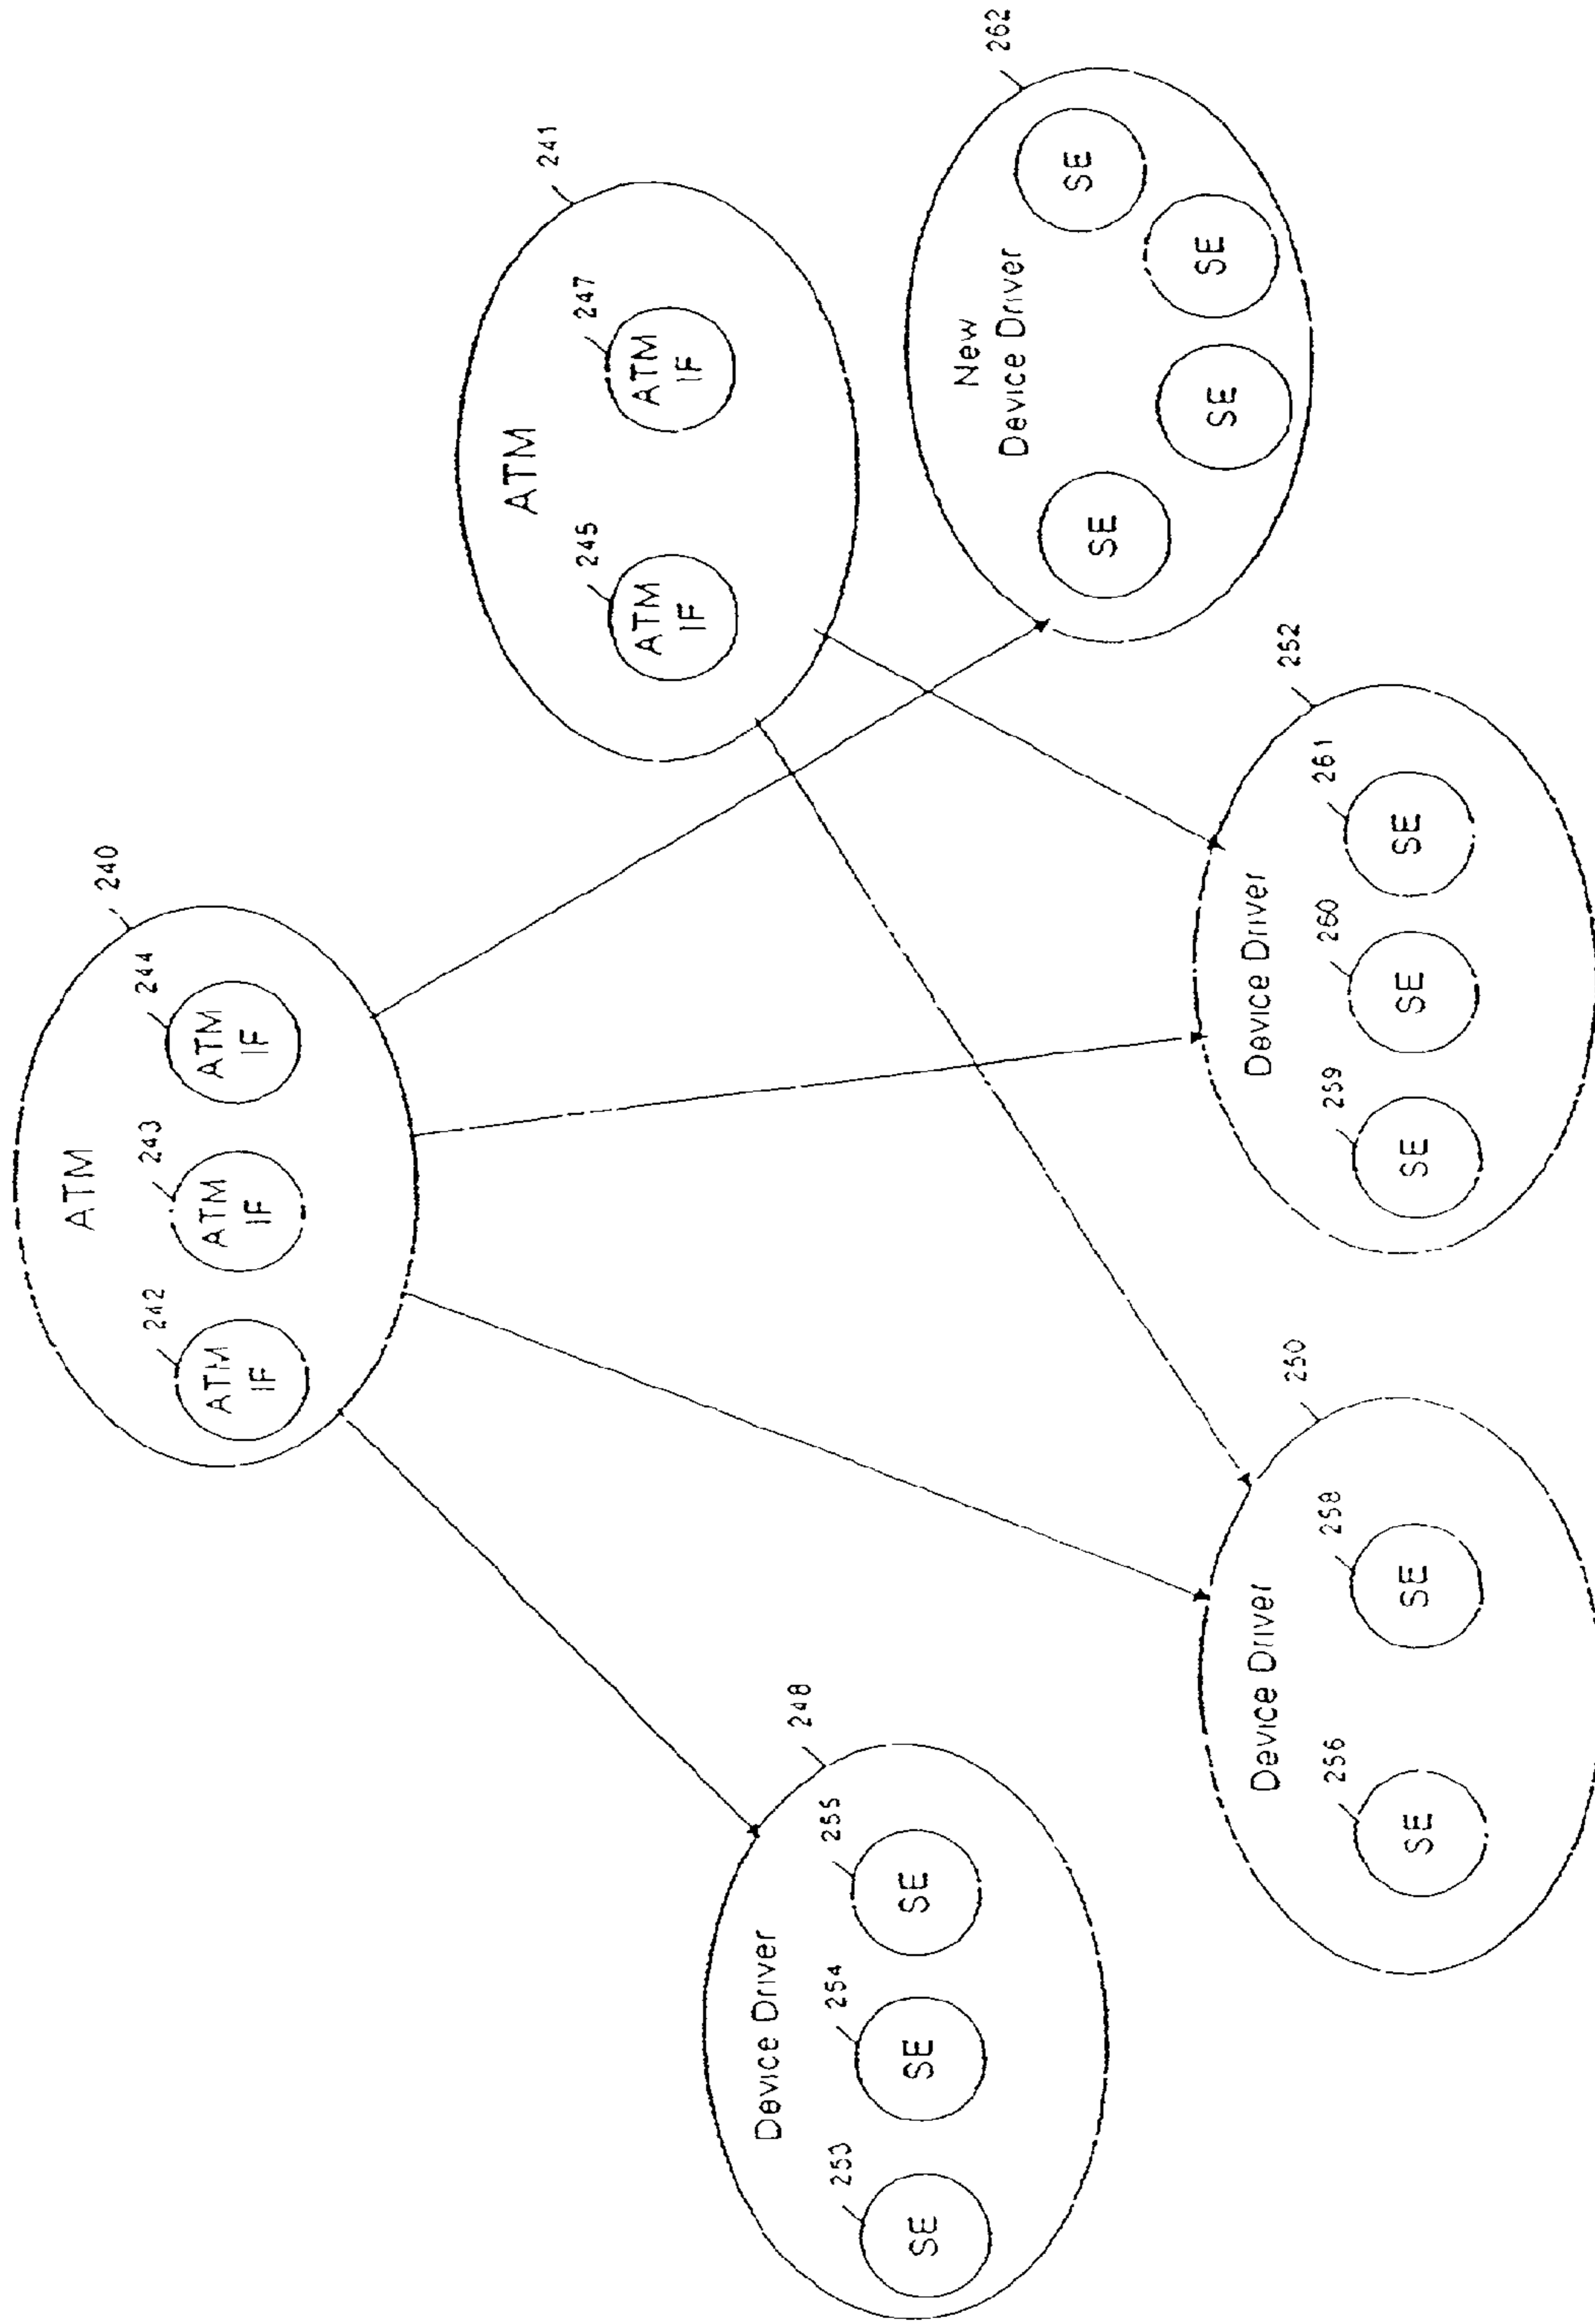 240
ATM
242
243
244
ATM
IF
ATM
IF
ATM
IF
241
ATM
245
247
ATM
IF
ATM
IF
248
Device Driver
253
254
255
SE
SE
SE
262
New
Device Driver
SE
SE
SE
SE
250
Device Driver
256
258
SE
SE
252
Device Driver
259
260
261
SE
SE
SE